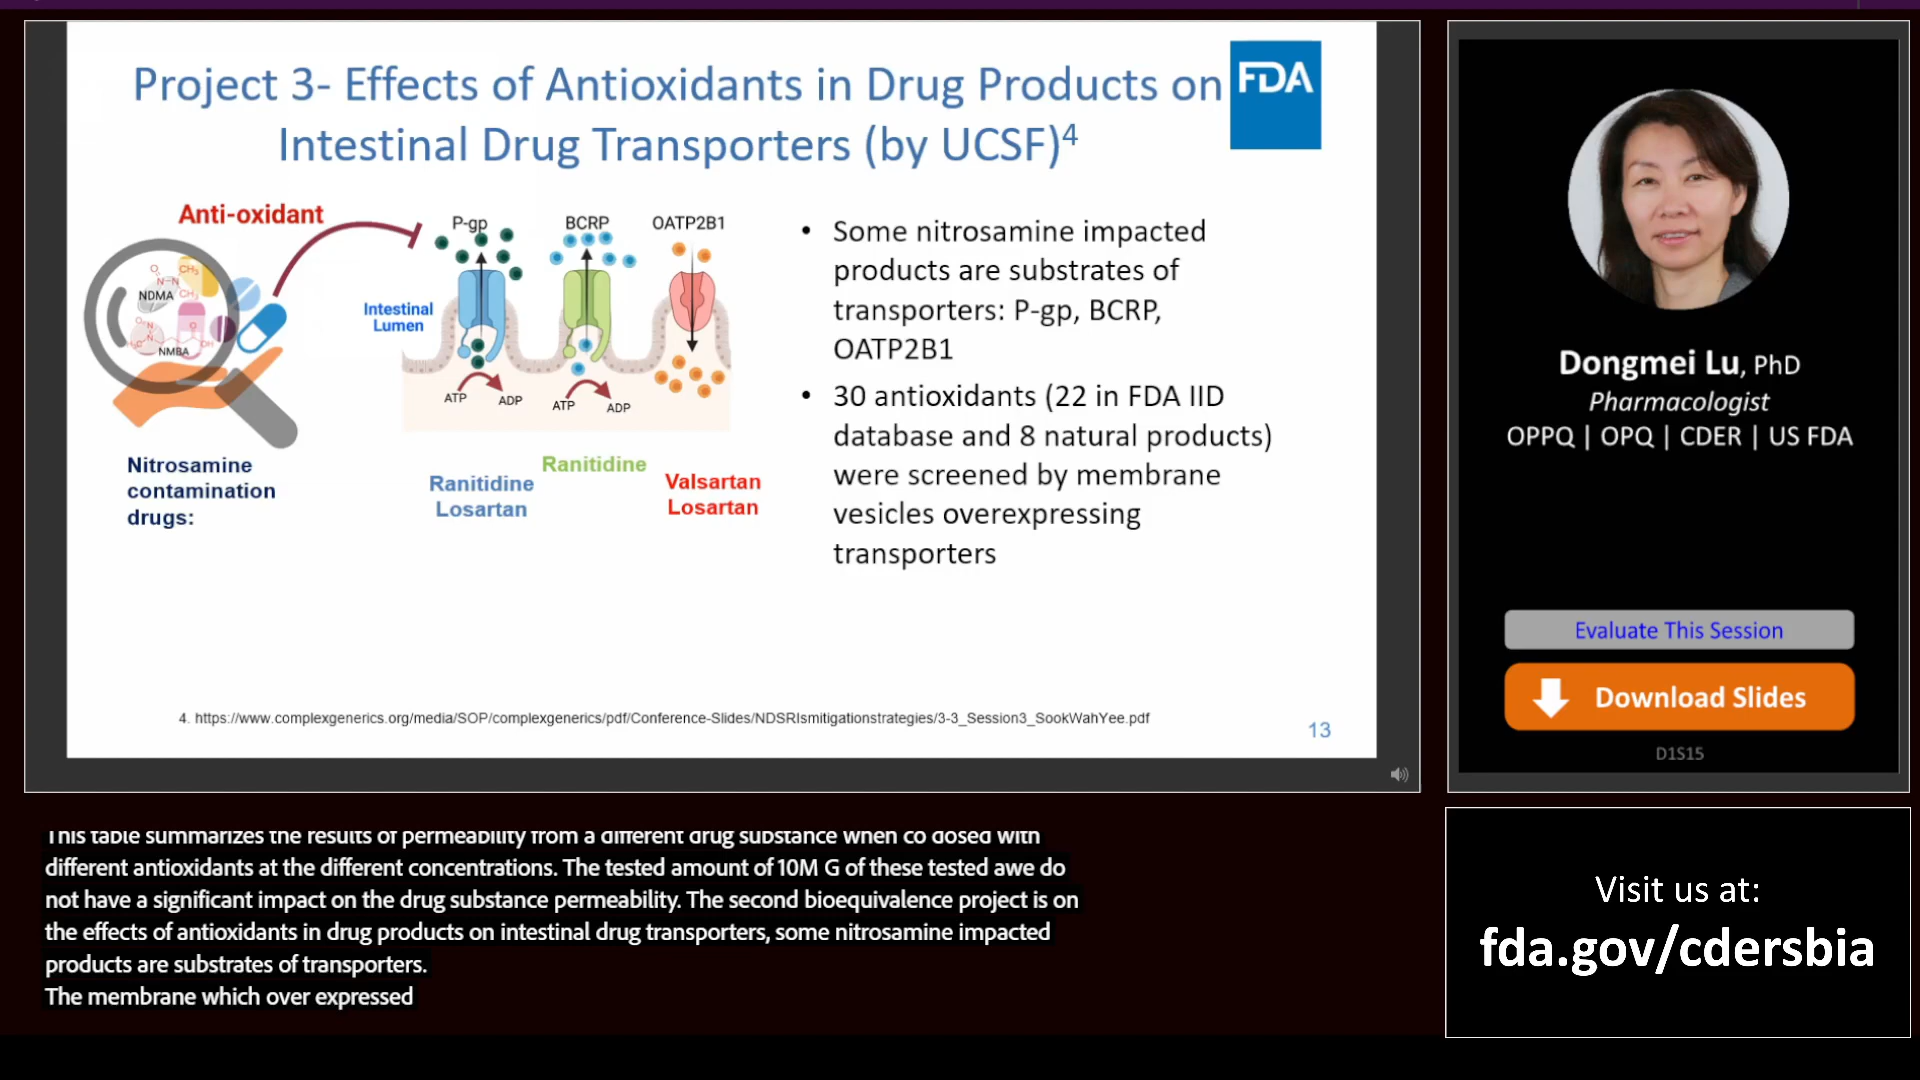 Project 3- Effects of Antioxidants in Drug Products on
Intestinal Drug Transporters (by UCSF)4
FDA
Anti-oxidant
P-gp
BCRP
OATP2B1
NDMA
NMBA
Intestinal
Lumen
ATP
ADP
ATP
ADP
Nitrosamine
contamination
drugs:
Ranitidine
Losartan
Ranitidine
Valsartan
Losartan
• Some nitrosamine impacted
products are substrates of
transporters: P-gp, BCRP,
OATP2B1
• 30 antioxidants (22 in FDA IID
database and 8 natural products)
were screened by membrane
vesicles overexpressing
transporters
4. https://www.complexgenerics.org/media/SOP/complexgenerics/pdf/Conference-Slides/NDSRIsmitigationstrategies/3-3_Session3_SookWahYee.pdf
13
Dongmei Lu, PhD
Pharmacologist
OPPQ | OPQ | CDER | US FDA
Evaluate This Session
Download Slides
D1S15
This table summarizes the results of permeability from a different drug substance when co dosed with
different antioxidants at the different concentrations. The tested amount of 10M G of these tested awe do
not have a significant impact on the drug substance permeability. The second bioequivalence project is on
the effects of antioxidants in drug products on intestinal drug transporters, some nitrosamine impacted
products are substrates of transporters.
The membrane which over expressed
Visit us at:
fda.gov/cdersbia